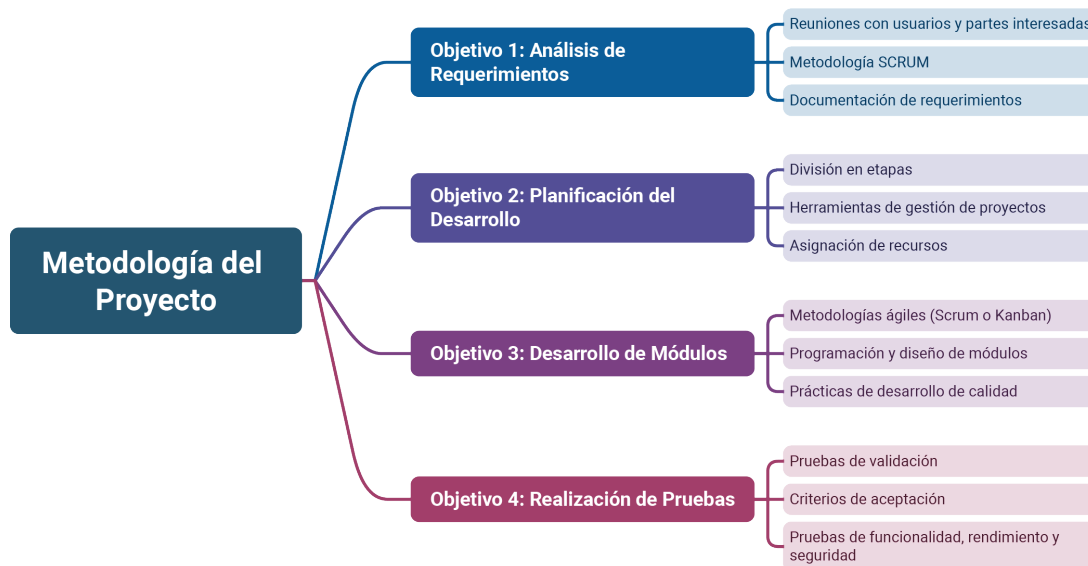 Metodología del
Proyecto
Objetivo 1: Análisis de
Requerimientos
Reuniones con usuarios y partes interesadas
Metodología SCRUM
Documentación de requerimientos
Objetivo 2: Planificación del
Desarrollo
División en etapas
Herramientas de gestión de proyectos
Asignación de recursos
Objetivo 3: Desarrollo de Módulos
Metodologías ágiles (Scrum o Kanban)
Programación y diseño de módulos
Prácticas de desarrollo de calidad
Objetivo 4: Realización de Pruebas
Pruebas de validación
Criterios de aceptación
Pruebas de funcionalidad, rendimiento y
seguridad